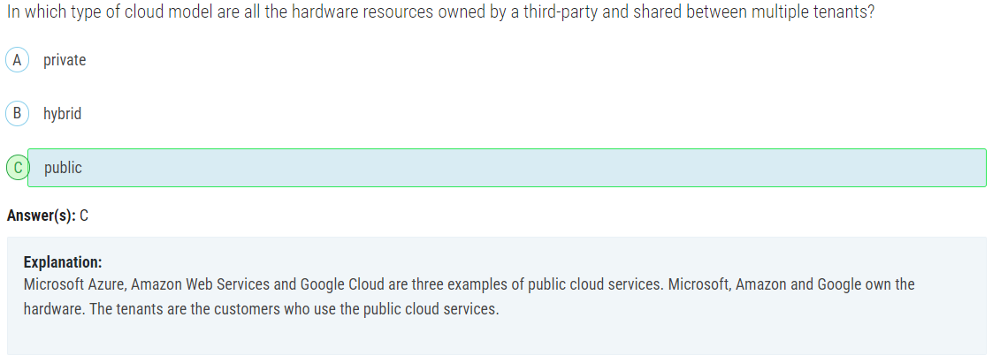 In which type of cloud model are all the hardware resources owned by a third-party and shared between multiple tenants?
A private
B hybrid
C public
Answer(s): C
Explanation:
Microsoft Azure, Amazon Web Services and Google Cloud are three examples of public cloud services. Microsoft, Amazon and Google own the
hardware. The tenants are the customers who use the public cloud services.